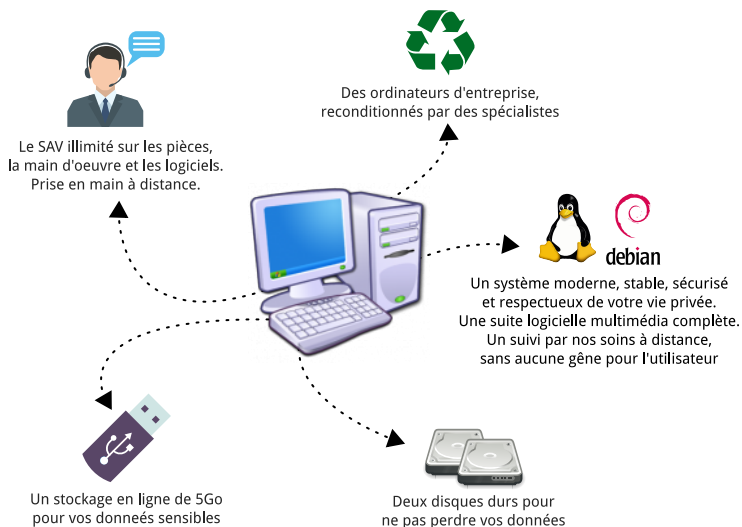 Des ordinateurs d'entreprise,
reconditionnés par des spécialistes
Le SAV illimité sur les pièces,
la main d'oeuvre et les logiciels.
Prise en main à distance.
debian
Un système moderne, stable, sécurisé
et respectueux de votre vie privée.
Une suite logicielle multimédia complète.
Un suivi par nos soins à distance,
sans aucune gêne pour l'utilisateur
Un stockage en ligne de 5Go
pour vos donneés sensibles
Deux disques durs pour
ne pas perdre vos données